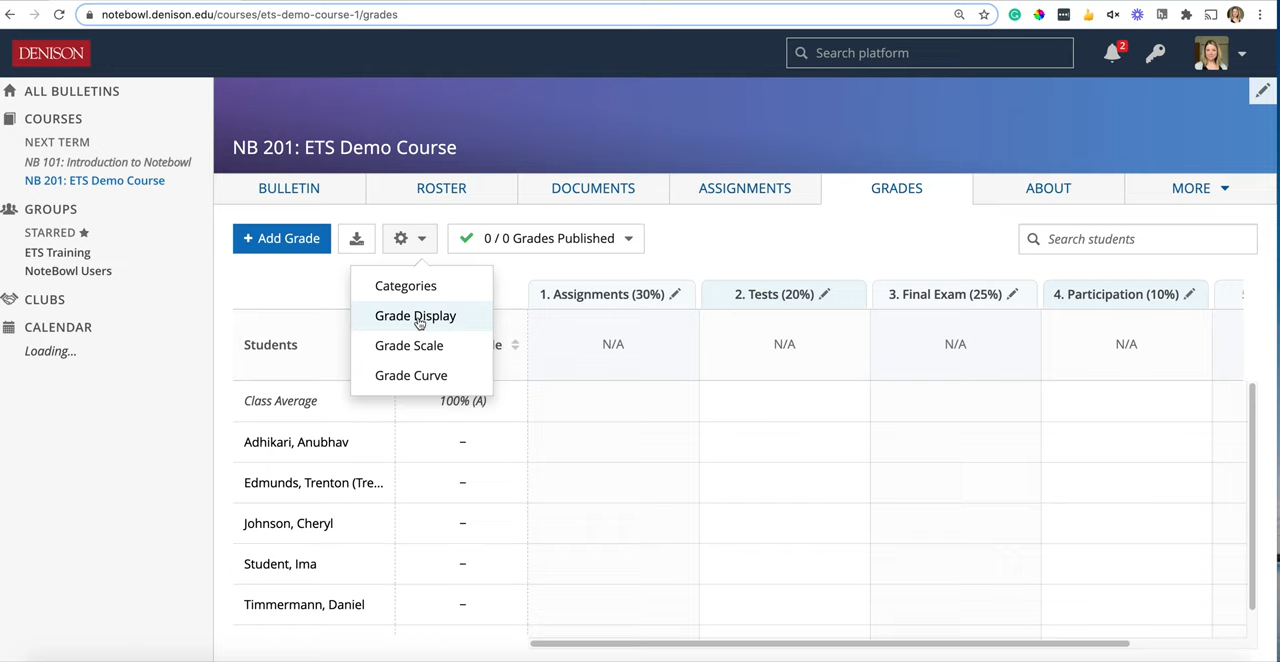 notebowl.denison.edu/courses/ets-demo-course-1/grades
DENISON
Search platform
2
ALL BULLETINS
COURSES
NEXT TERM
NB 101: Introduction to Notebowl
NB 201: ETS Demo Course
GROUPS
STARRED
ETS Training
NoteBowl Users
CLUBS
CALENDAR
Loading...
NB 201: ETS Demo Course
BULLETIN ROSTER DOCUMENTS ASSIGNMENTS GRADES ABOUT MORE
+ Add Grade 0 / 0 Grades Published Search students
Categories
Grade Display
Grade Scale
Grade Curve
1. Assignments (30%) 2. Tests (20%) 3. Final Exam (25%) 4. Participation (10%)
Students N/A N/A N/A N/A
Class Average 100% (A)
Adhikari, Anubhav –
Edmunds, Trenton (Tre... –
Johnson, Cheryl –
Student, Ima –
Timmermann, Daniel –